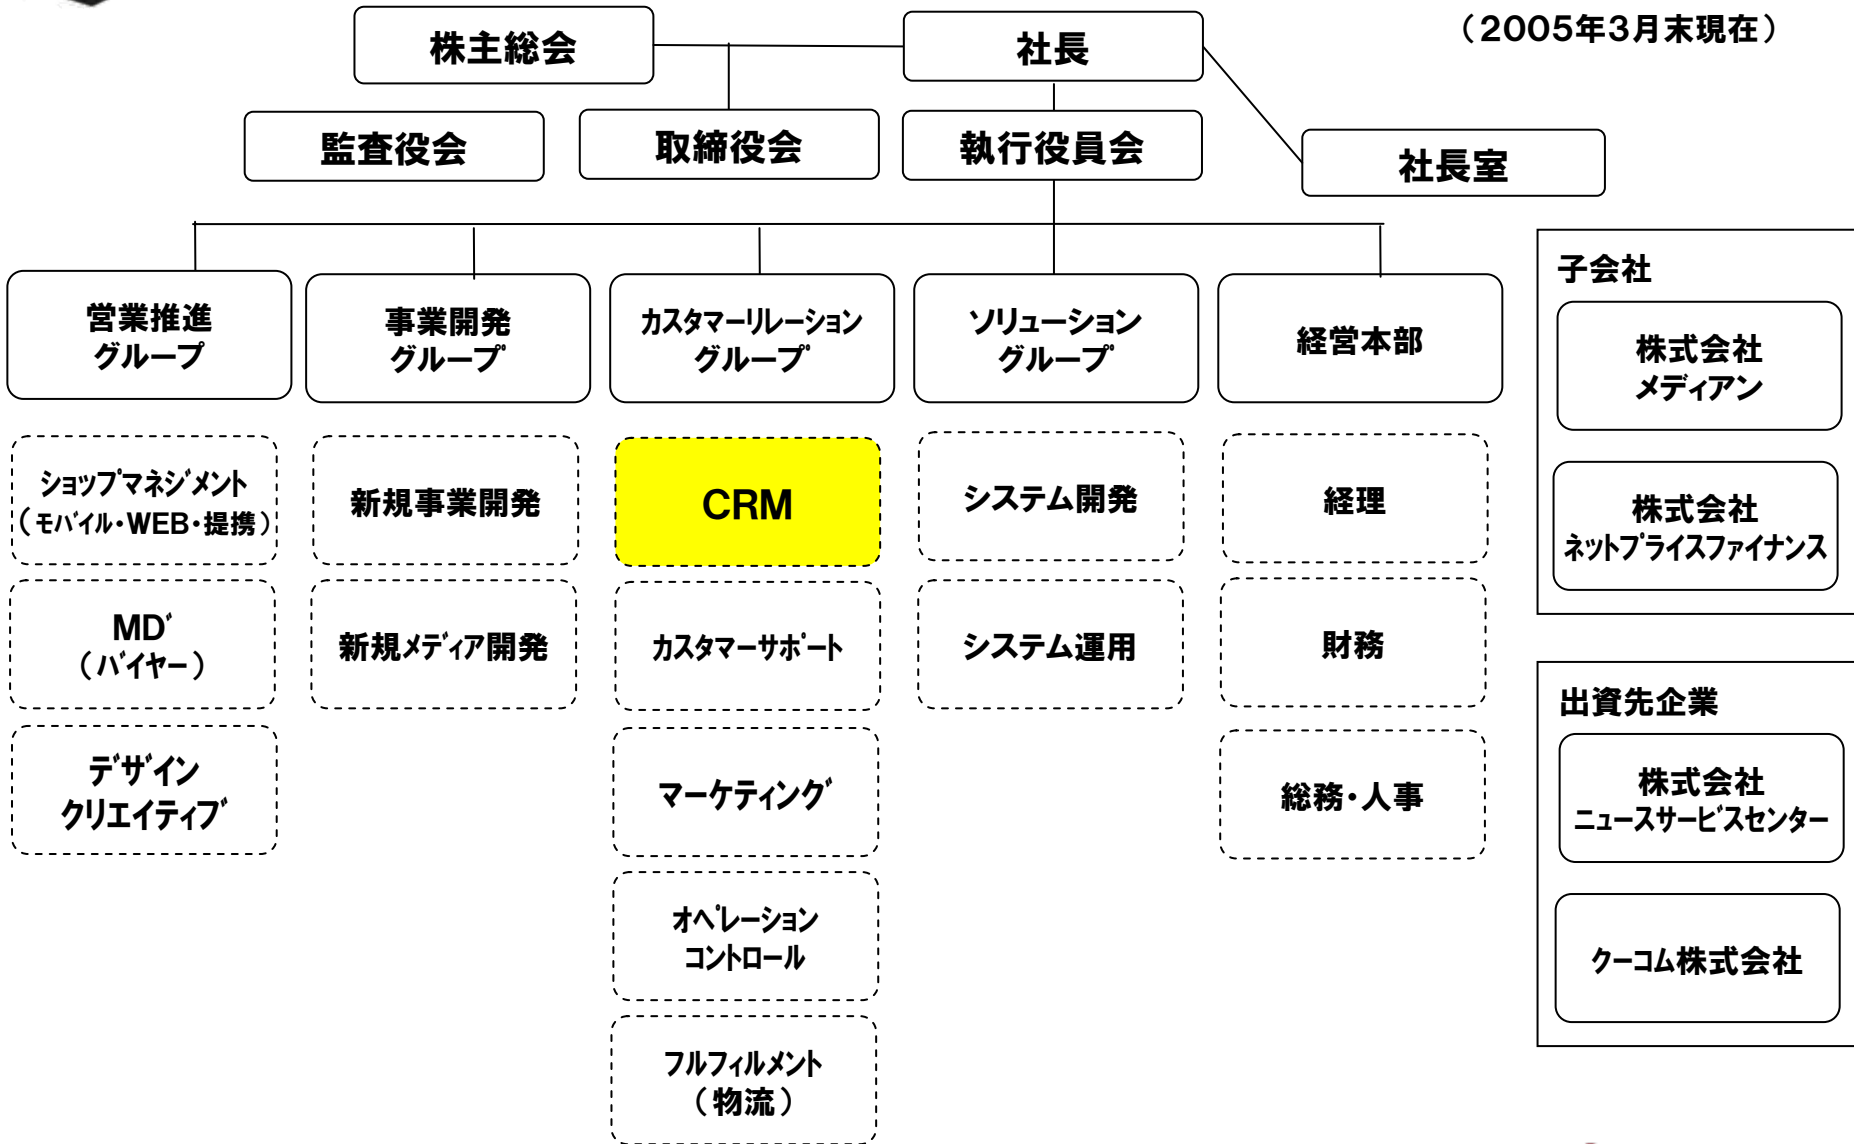 （2005年3月末現在）
株主総会
社長
監査役会
取締役会
執行役員会
社長室
営業推進
グループ
事業開発
グループ
カスタマーリレーション
グループ
ソリューション
グループ
経営本部
ショップマネジメント
（モバイル・WEB・提携）
MD
（バイヤー）
デザイン
クリエイティブ
新規事業開発
新規メディア開発
CRM
カスタマーサポート
マーケティング
オペレーション
コントロール
フルフィルメント
（物流）
システム開発
システム運用
経理
財務
総務・人事
子会社
株式会社
メディアン
株式会社
ネットプライスファイナンス
出資先企業
株式会社
ニュースサービスセンター
クーコム株式会社